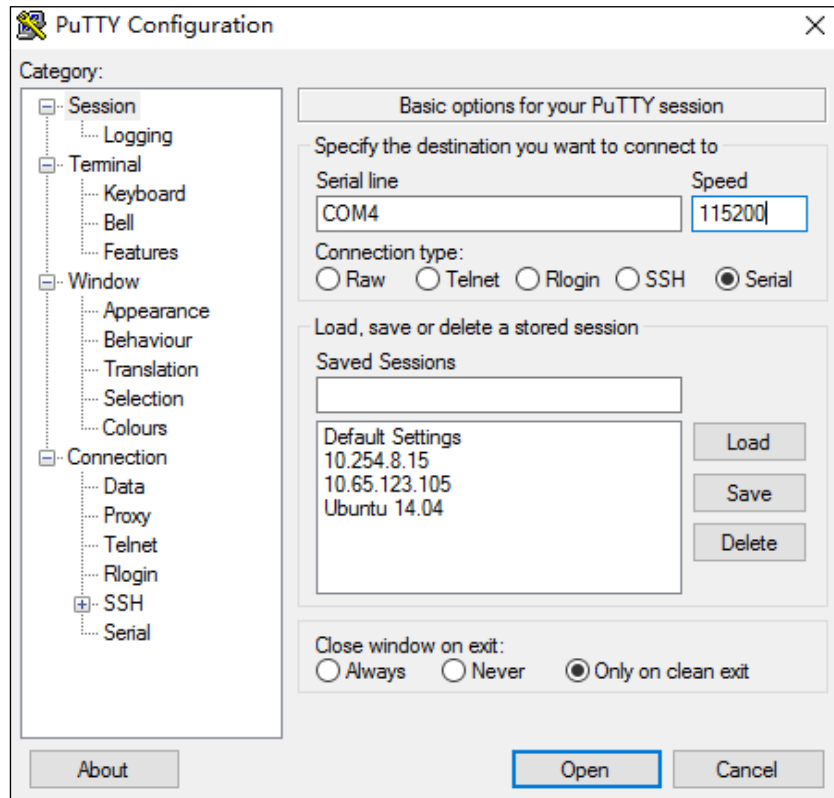 PuTTY Configuration
Category:
Session
Logging
Terminal
Keyboard
Bell
Features
Window
Appearance
Behaviour
Translation
Selection
Colours
Connection
Data
Proxy
Telnet
Rlogin
SSH
Serial
Basic options for your PuTTY session
Specify the destination you want to connect to
Serial line Speed
COM4 115200
Connection type:
Raw Telnet Rlogin SSH Serial
Load, save or delete a stored session
Saved Sessions
Default Settings
10.254.8.15
10.65.123.105
Ubuntu 14.04
Load
Save
Delete
Close window on exit:
Always Never Only on clean exit
About Open Cancel